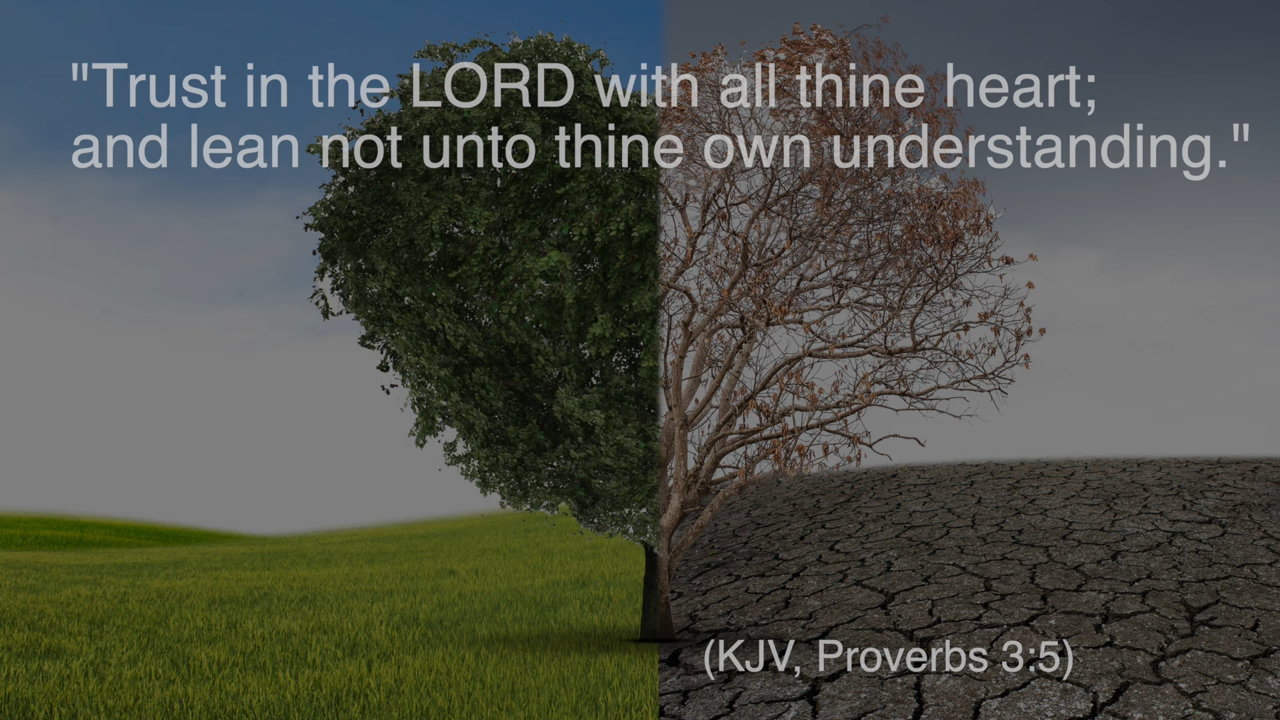 "Trust in the LORD with all thine heart;
and lean not unto thine own understanding."
(KJV, Proverbs 3:5)